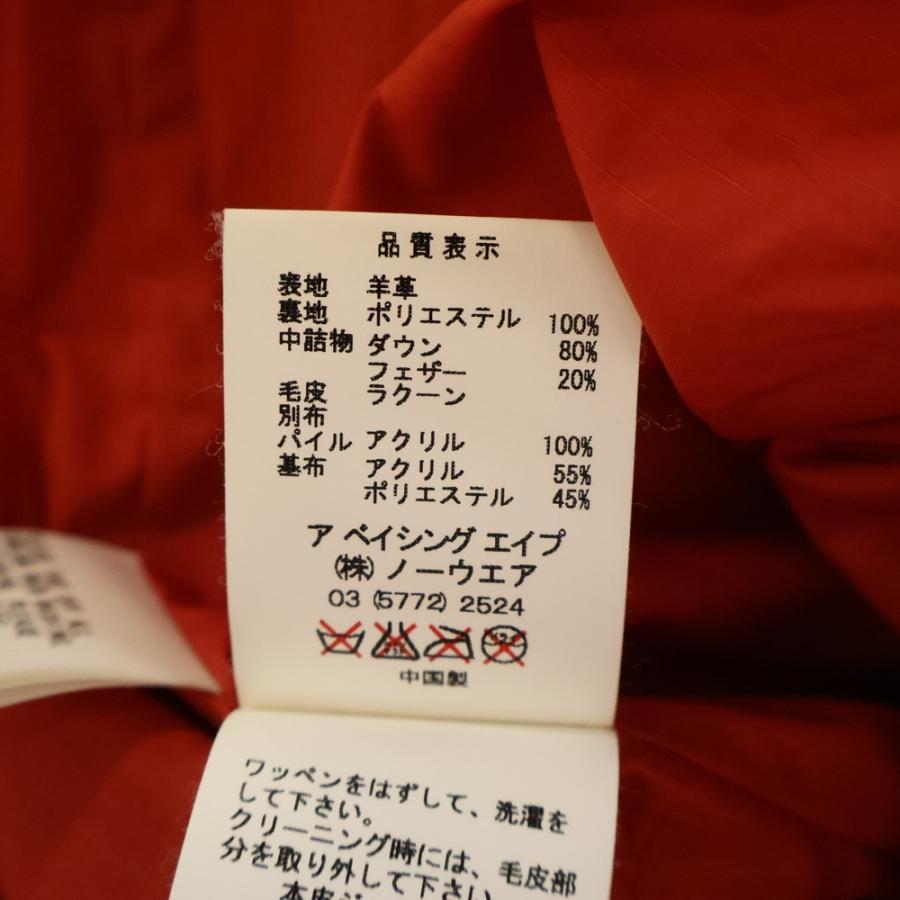 品質表示
表地 羊革
裏地 ポリエステル 100%
中詰物 ダウン 80%
フェザー 20%
毛皮 ラクーン
別布
パイル アクリル 100%
基布 アクリル 55%
ポリエステル 45%
ア ベイシング エイプ
(株) ノーウエア
03 (5772) 2524
中国製
ワッペンをはずして、洗濯を
して下さい。
クリーニング時には、毛皮部
分を取り外して下さい
本皮